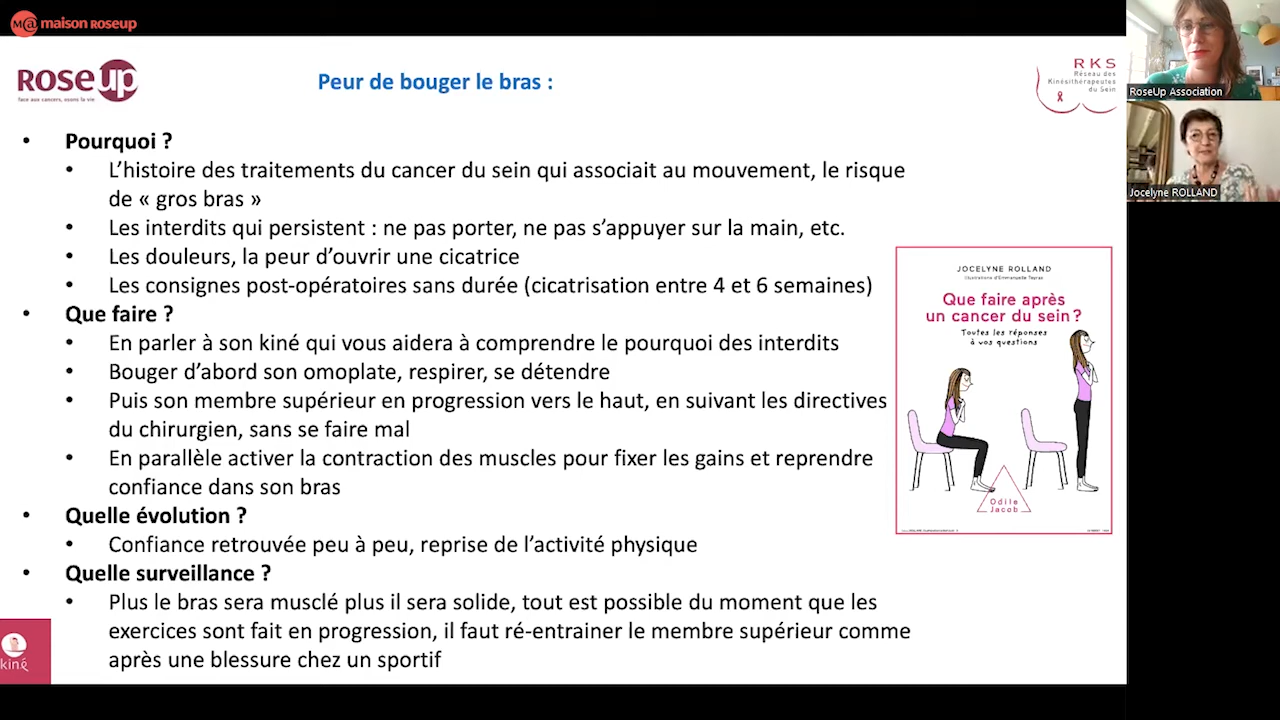 M@ maison RoseUp
ROSE UP
face aux cancers, osons la vie
Peur de bouger le bras :
RKS
Réseau des
Kinésithérapeutes
du Sein
RoseUp Association
Jocelyne ROLLAND
• Pourquoi ?
• L’histoire des traitements du cancer du sein qui associait au mouvement, le risque
de « gros bras »
• Les interdits qui persistent : ne pas porter, ne pas s’appuyer sur la main, etc.
• Les douleurs, la peur d’ouvrir une cicatrice
• Les consignes post-opératoires sans durée (cicatrisation entre 4 et 6 semaines)
• Que faire ?
• En parler à son kiné qui vous aidera à comprendre le pourquoi des interdits
• Bouger d’abord son omoplate, respirer, se détendre
• Puis son membre supérieur en progression vers le haut, en suivant les directives
du chirurgien, sans se faire mal
• En parallèle activer la contraction des muscles pour fixer les gains et reprendre
confiance dans son bras
• Quelle évolution ?
• Confiance retrouvée peu à peu, reprise de l’activité physique
• Quelle surveillance ?
• Plus le bras sera musclé plus il sera solide, tout est possible du moment que les
exercices sont fait en progression, il faut ré-entrainer le membre supérieur comme
après une blessure chez un sportif
JOCELYNE ROLLAND
Illustrations d'Emmanuelle Teyras
Que faire après
un cancer du sein ?
Toutes les réponses
à vos questions
Odile
Jacob
kiné